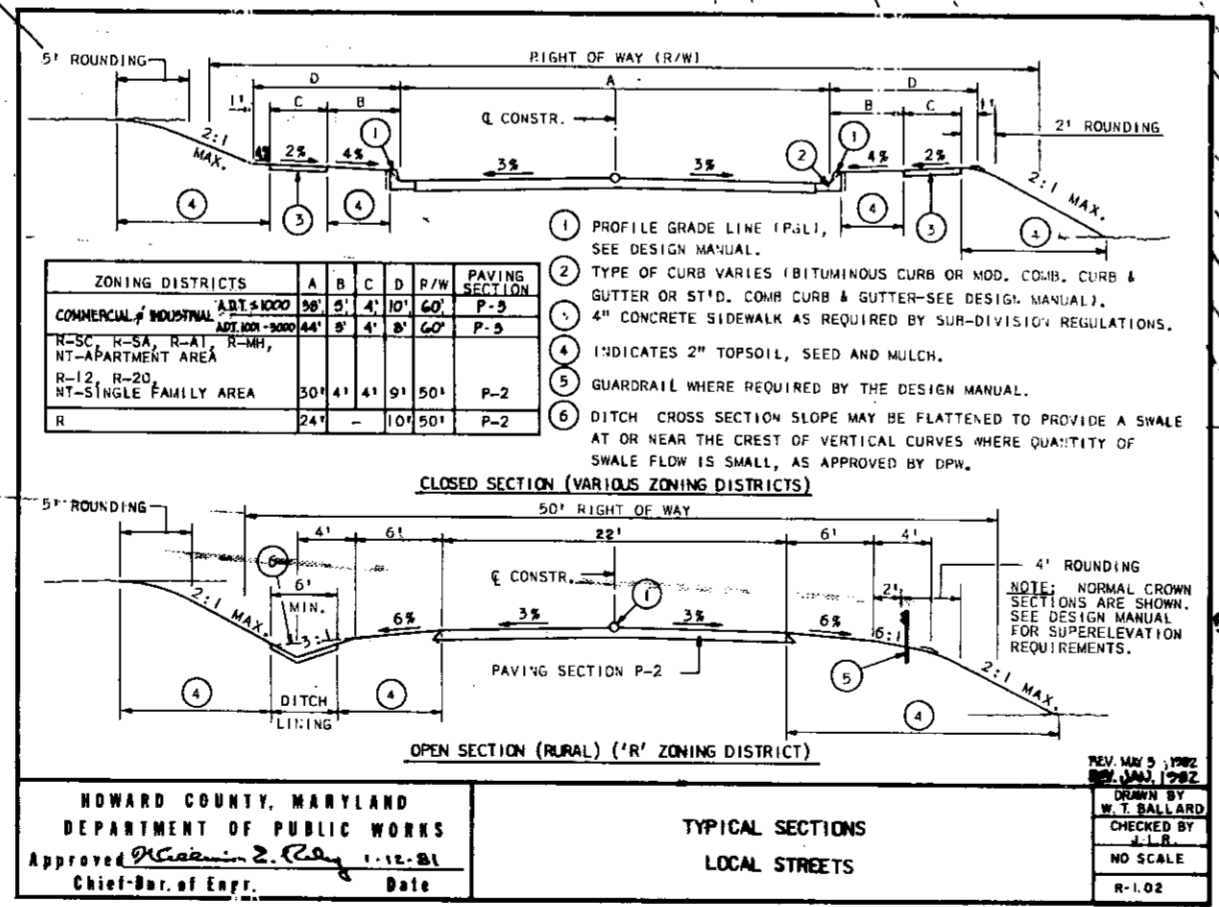 5' ROUNDING
RIGHT OF WAY (R/W)
D A D
1' C B B C 1'
℄ CONSTR.
2' ROUNDING
2:1 MAX.
4% 2% 4% 3% 3% 4% 2%
2:1 MAX.
1 2 1
4 3 4 4 3 4
1 PROFILE GRADE LINE (PGL),
SEE DESIGN MANUAL.
2 TYPE OF CURB VARIES (BITUMINOUS CURB OR MOD. COMB. CURB &
GUTTER OR ST'D. COMB CURB & GUTTER-SEE DESIGN MANUAL).
4" CONCRETE SIDEWALK AS REQUIRED BY SUB-DIVISION REGULATIONS.
4 INDICATES 2" TOPSOIL, SEED AND MULCH.
5 GUARDRAIL WHERE REQUIRED BY THE DESIGN MANUAL.
6 DITCH CROSS SECTION SLOPE MAY BE FLATTENED TO PROVIDE A SWALE
AT OR NEAR THE CREST OF VERTICAL CURVES WHERE QUANTITY OF
SWALE FLOW IS SMALL, AS APPROVED BY DPW.
ZONING DISTRICTS A B C D R/W PAVING SECTION
COMMERCIAL & INDUSTRIAL A.D.T. ≤ 1000 5' 4' 10' 60' P-3
ADT. 1001-3000 44' 5' 4' 8' 60' P-3
R-SC, R-SA, R-A1, R-MH,
NT-APARTMENT AREA
R-12, R-20,
NT-SINGLE FAMILY AREA 30' 4' 4' 9' 50' P-2
R 24' - 10' 50' P-2
CLOSED SECTION (VARIOUS ZONING DISTRICTS)
5' ROUNDING
50' RIGHT OF WAY
4' 6' 22' 6' 4'
6
℄ CONSTR.
1
4' ROUNDING
6' MIN.
2'
NOTE: NORMAL CROWN
SECTIONS ARE SHOWN.
SEE DESIGN MANUAL
FOR SUPERELEVATION
REQUIREMENTS.
2:1 MAX. 3:1 6% 3% 3% 6% 6:1
2:1 MAX.
PAVING SECTION P-2
5
4 4 4
DITCH
LINING
OPEN SECTION (RURAL) ('R' ZONING DISTRICT)
REV. MAY 5, 1982
REV. JAN. 1982
HOWARD COUNTY, MARYLAND
DEPARTMENT OF PUBLIC WORKS
Approved 1-12-81
Chief-Bur. of Engr. Date
TYPICAL SECTIONS
LOCAL STREETS
DRAWN BY
W. T. BALLARD
CHECKED BY
J.L.R.
NO SCALE
R-1.02